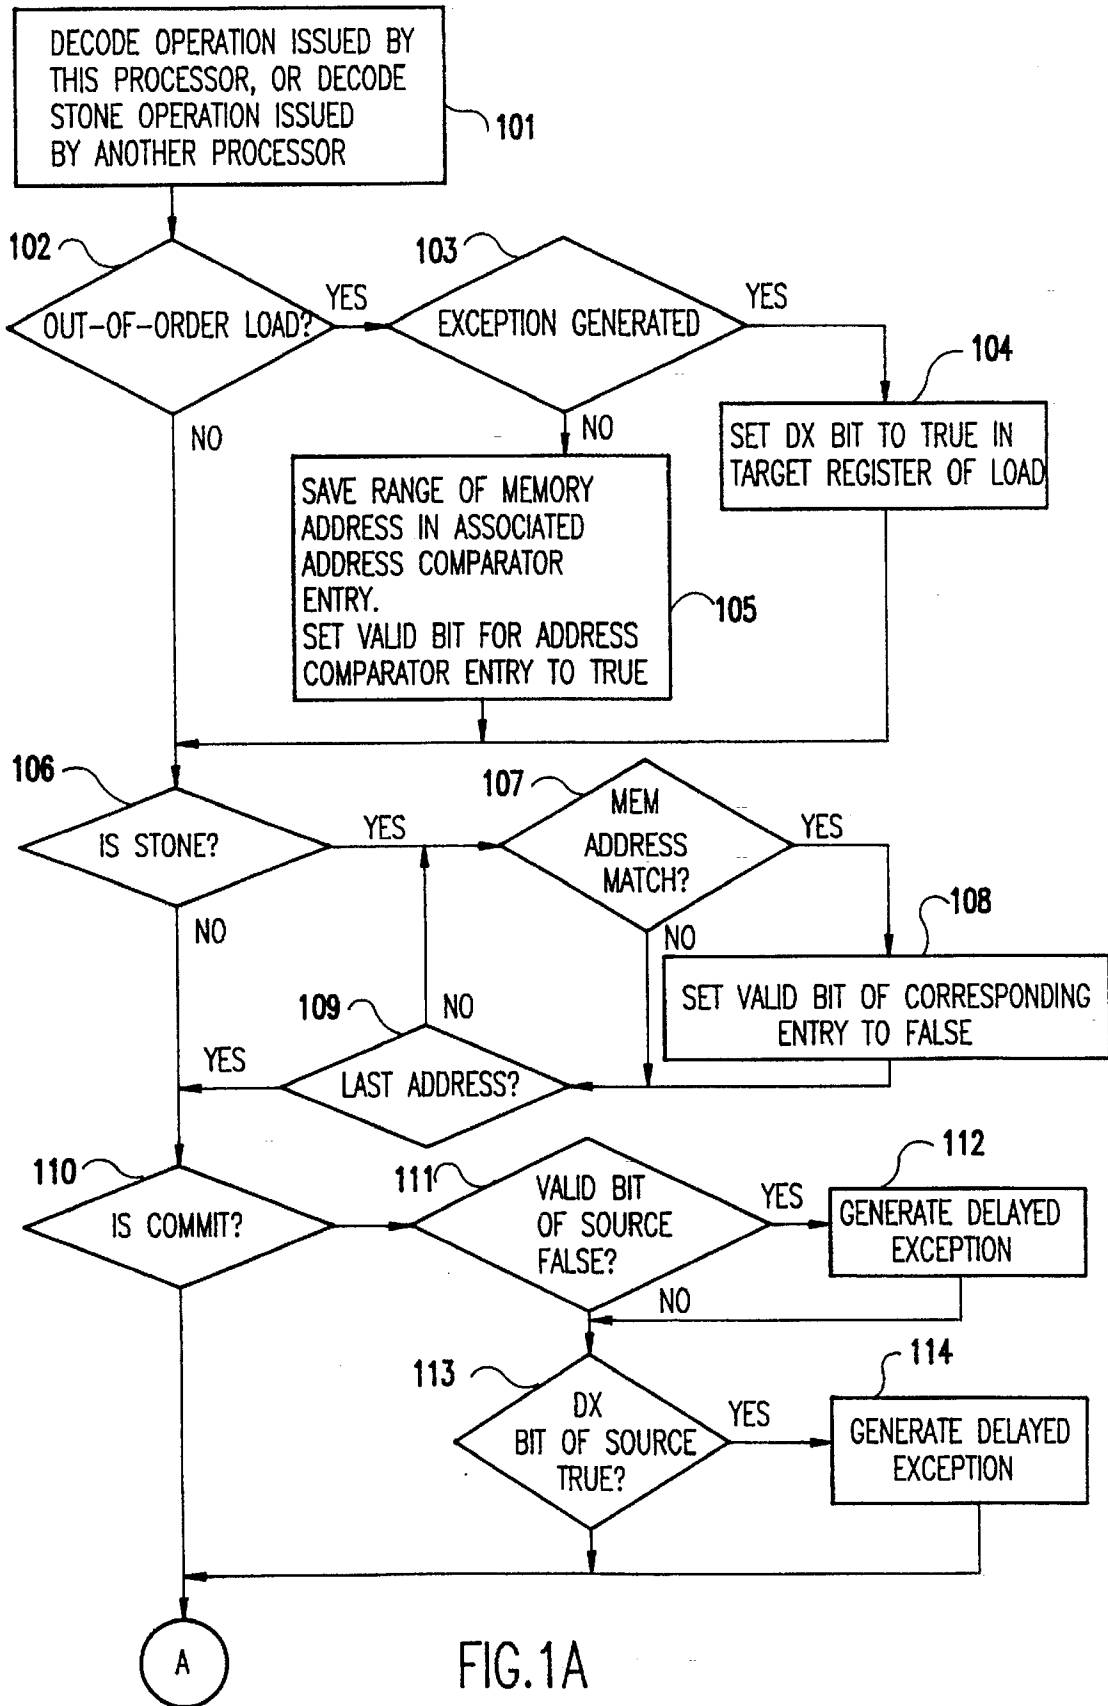 DECODE OPERATION ISSUED BY
THIS PROCESSOR, OR DECODE
STONE OPERATION ISSUED
BY ANOTHER PROCESSOR
101
102
OUT-OF-ORDER LOAD?
YES
NO
103
EXCEPTION GENERATED
YES
NO
104
SET DX BIT TO TRUE IN
TARGET REGISTER OF LOAD
SAVE RANGE OF MEMORY
ADDRESS IN ASSOCIATED
ADDRESS COMPARATOR
ENTRY.
SET VALID BIT FOR ADDRESS
COMPARATOR ENTRY TO TRUE
105
106
IS STONE?
YES
NO
107
MEM
ADDRESS
MATCH?
YES
NO
108
SET VALID BIT OF CORRESPONDING
ENTRY TO FALSE
109
LAST ADDRESS?
NO
YES
110
IS COMMIT?
111
VALID BIT
OF SOURCE
FALSE?
YES
NO
112
GENERATE DELAYED
EXCEPTION
113
DX
BIT OF SOURCE
TRUE?
YES
114
GENERATE DELAYED
EXCEPTION
A
FIG.1A